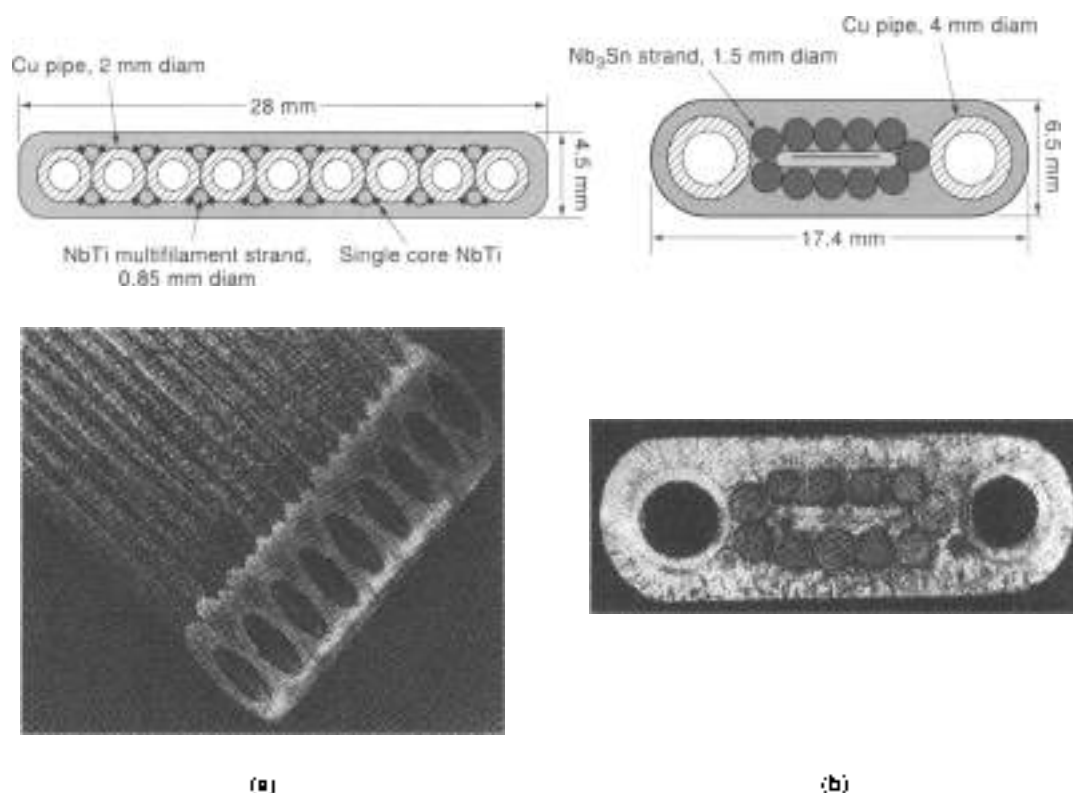 Cu pipe, 2 mm diam
28 mm
4.5 mm
NbTi multifilament strand,
0.85 mm diam
Single core NbTi
Cu pipe, 4 mm diam
Nb₃Sn strand, 1.5 mm diam
6.5 mm
17.4 mm
(a)
(b)